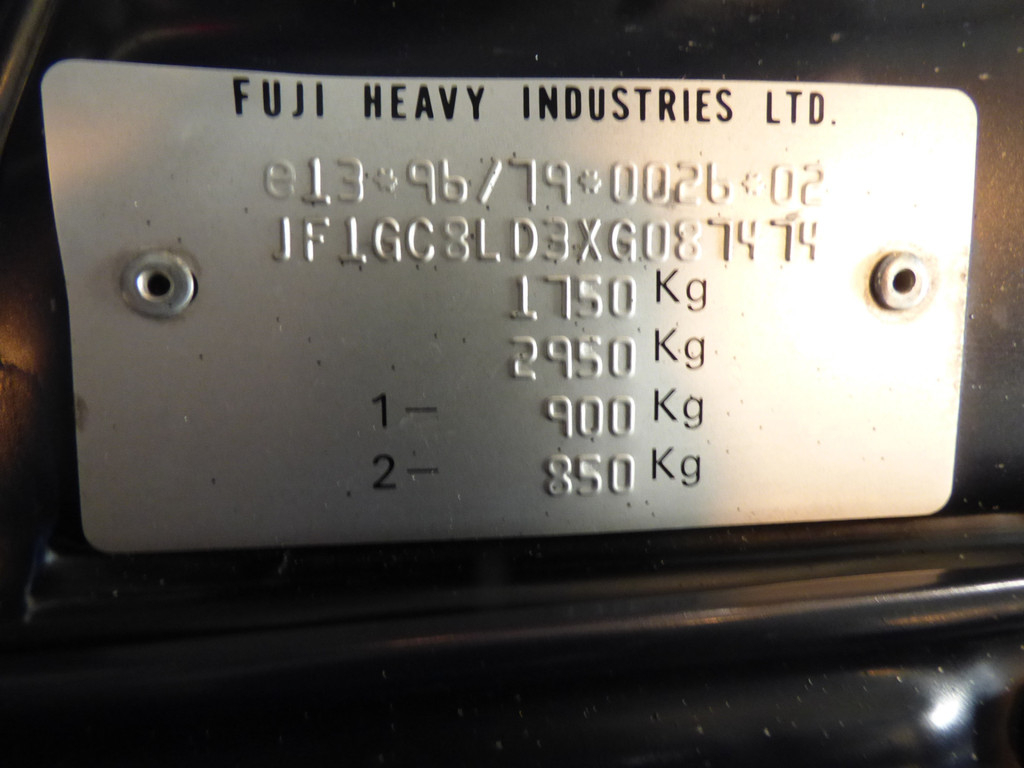 FUJI HEAVY INDUSTRIES LTD.
e13*96/79*0026*02
JF1GC8LD3XG087474
1750 Kg
2950 Kg
1- 900 Kg
2- 850 Kg